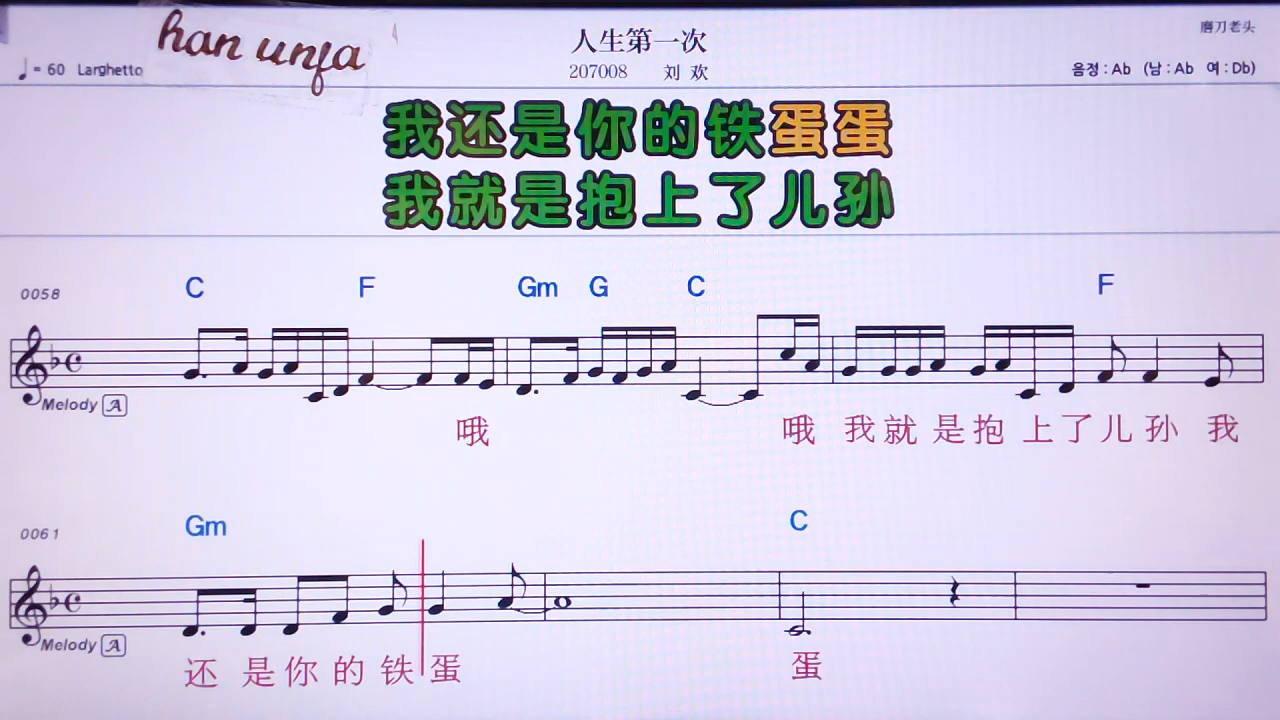 han unfa
人生第一次
磨刀老头
♩= 60 Larghetto
207008 刘 欢
음정 : Ab (남 : Ab 여 : Db)
我还是你的铁蛋蛋
我就是抱上了儿孙
0058 C F Gm G C F
Melody A
哦 哦 我就是抱上了儿孙 我
0061 Gm C
Melody A
还是你的铁蛋 蛋